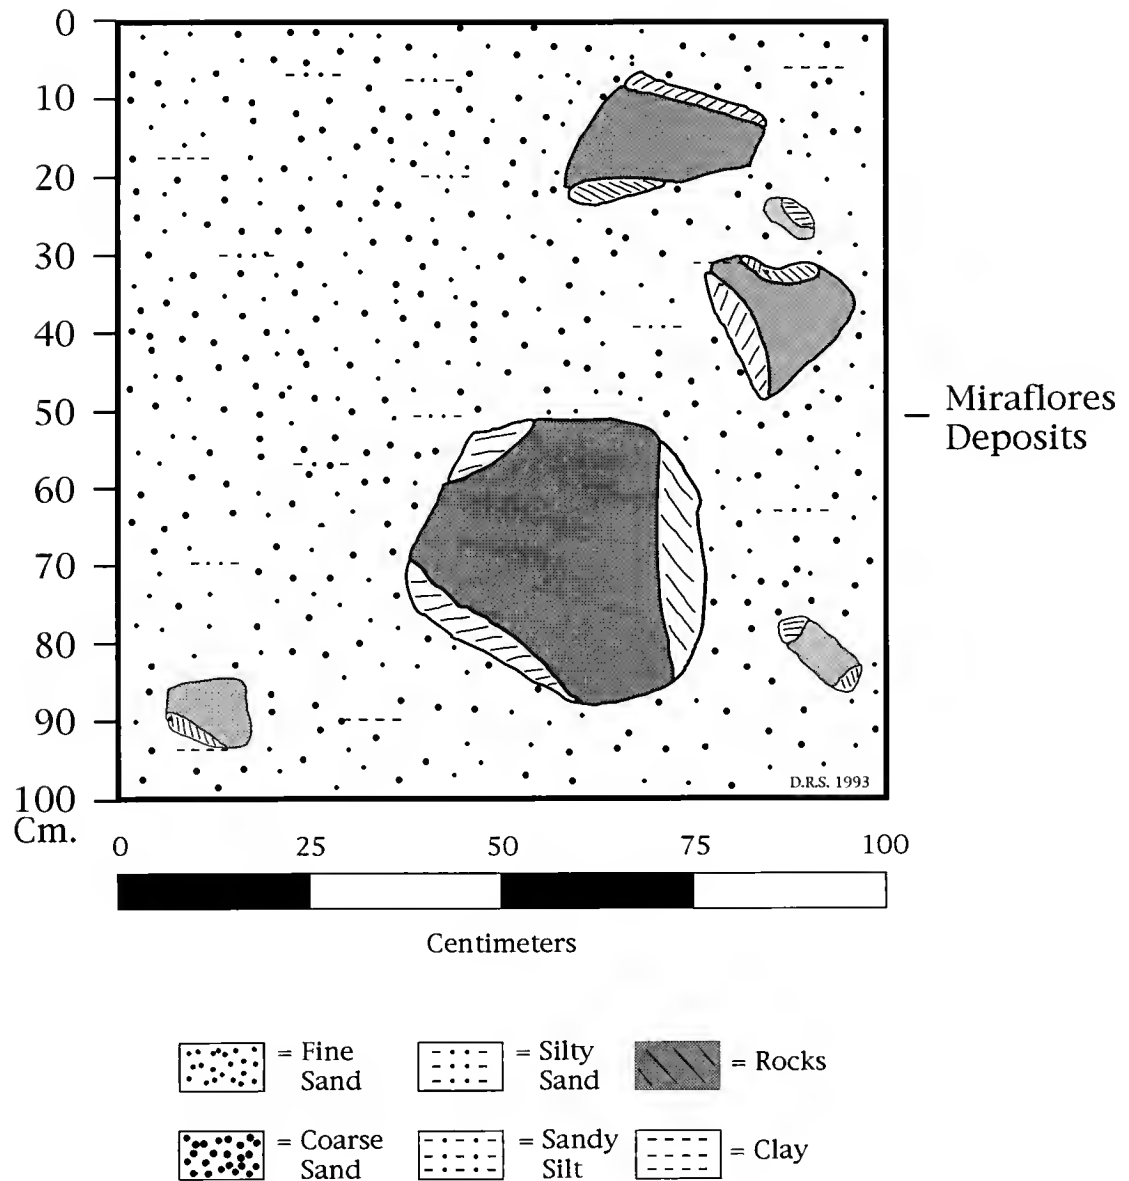 0
10
20
30
40
50
60
70
80
90
100
Cm.
Miraflores
Deposits
D.R.S. 1993
0 25 50 75 100
Centimeters
= Fine
Sand
= Silty
Sand
= Rocks
= Coarse
Sand
= Sandy
Silt
= Clay